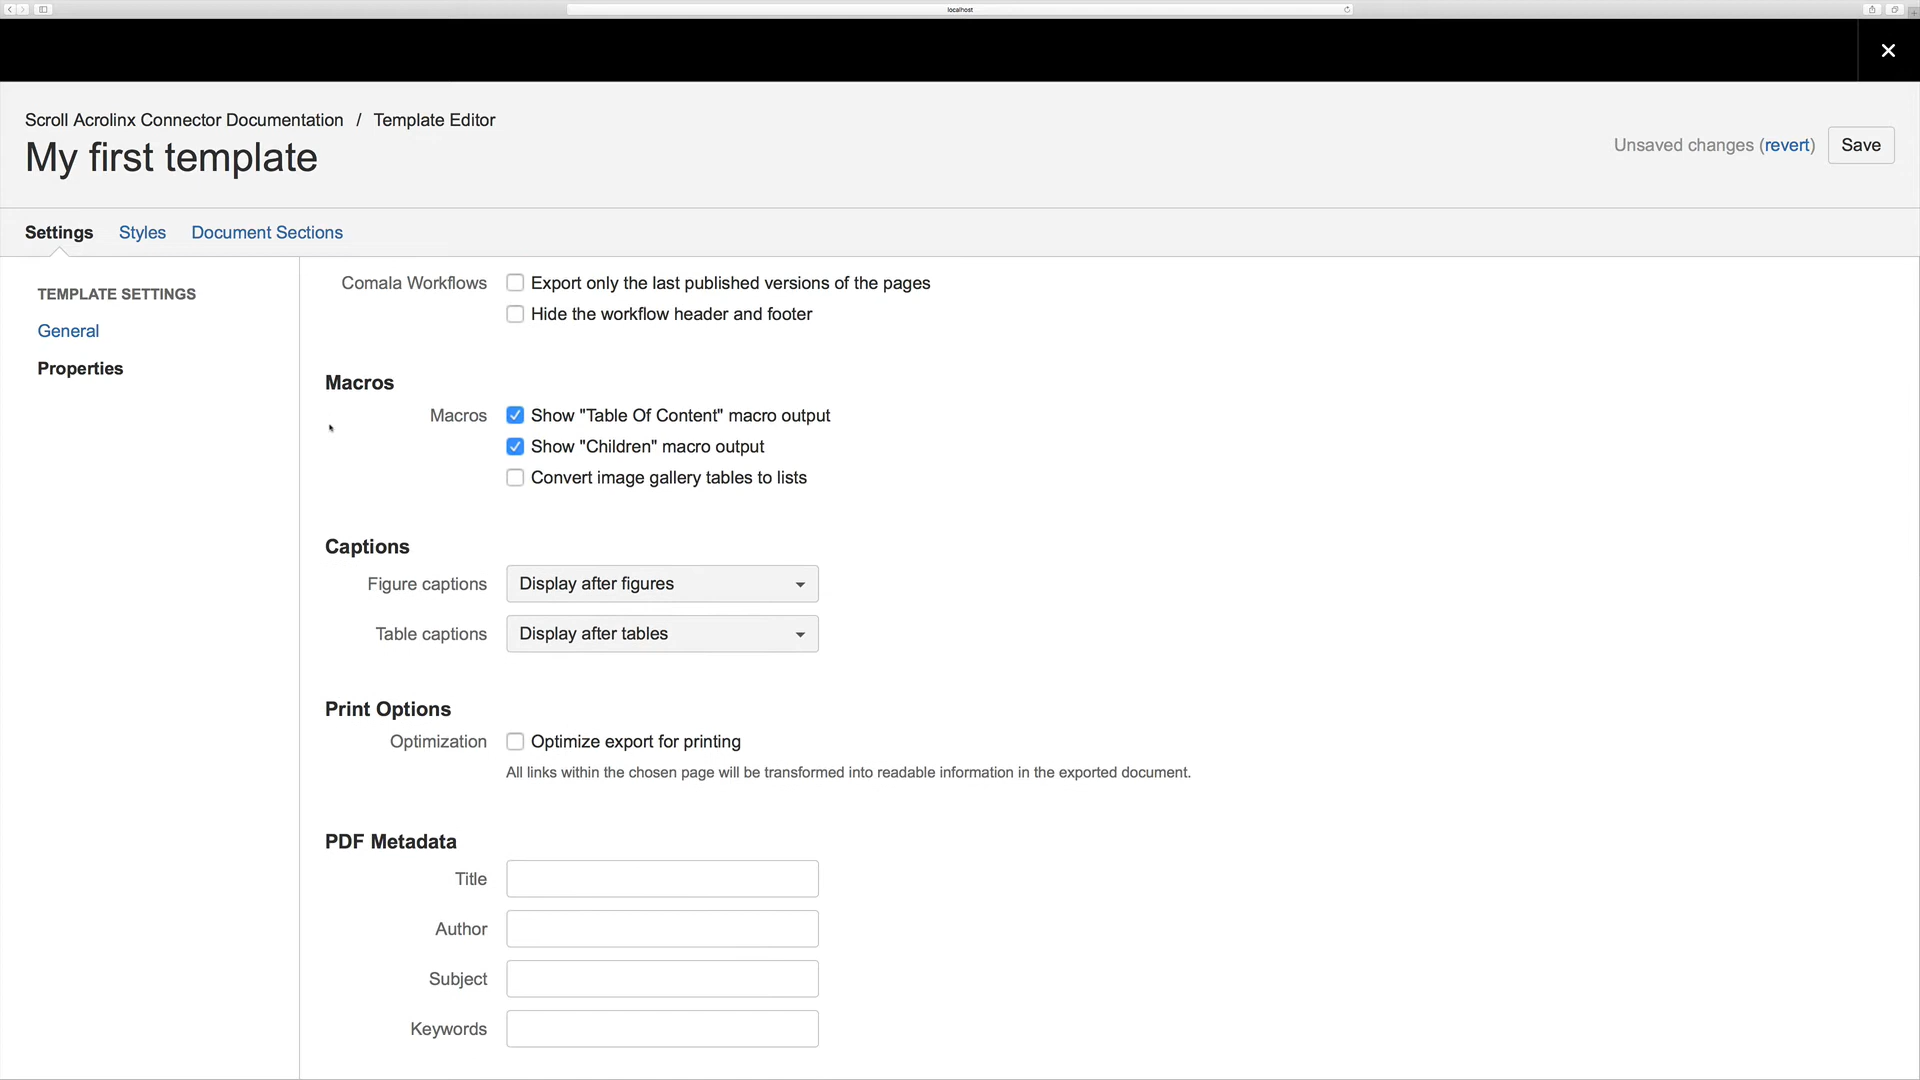 localhost
Scroll Acrolinx Connector Documentation / Template Editor
My first template
Unsaved changes (revert)
Save
Settings
Styles
Document Sections
TEMPLATE SETTINGS
General
Properties
Comala Workflows
Export only the last published versions of the pages
Hide the workflow header and footer
Macros
Macros
Show "Table Of Content" macro output
Show "Children" macro output
Convert image gallery tables to lists
Captions
Figure captions
Display after figures
Table captions
Display after tables
Print Options
Optimization
Optimize export for printing
All links within the chosen page will be transformed into readable information in the exported document.
PDF Metadata
Title
Author
Subject
Keywords